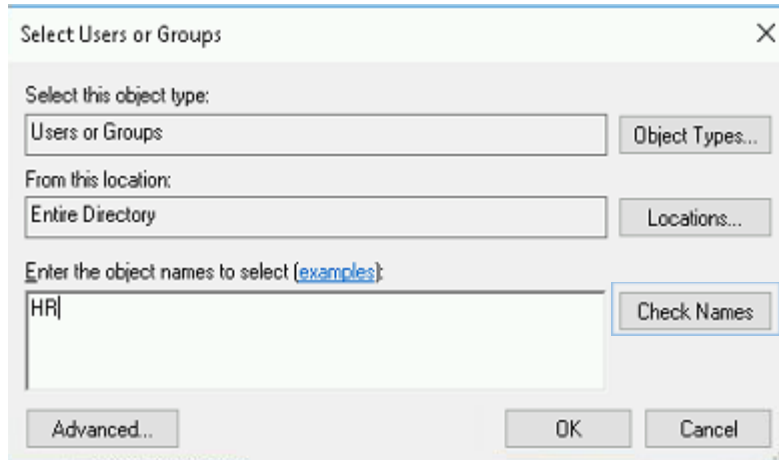 Select Users or Groups
Select this object type:
Users or Groups
Object Types...
From this location:
Entire Directory
Locations...
Enter the object names to select (examples):
HR
Check Names
Advanced...
OK
Cancel